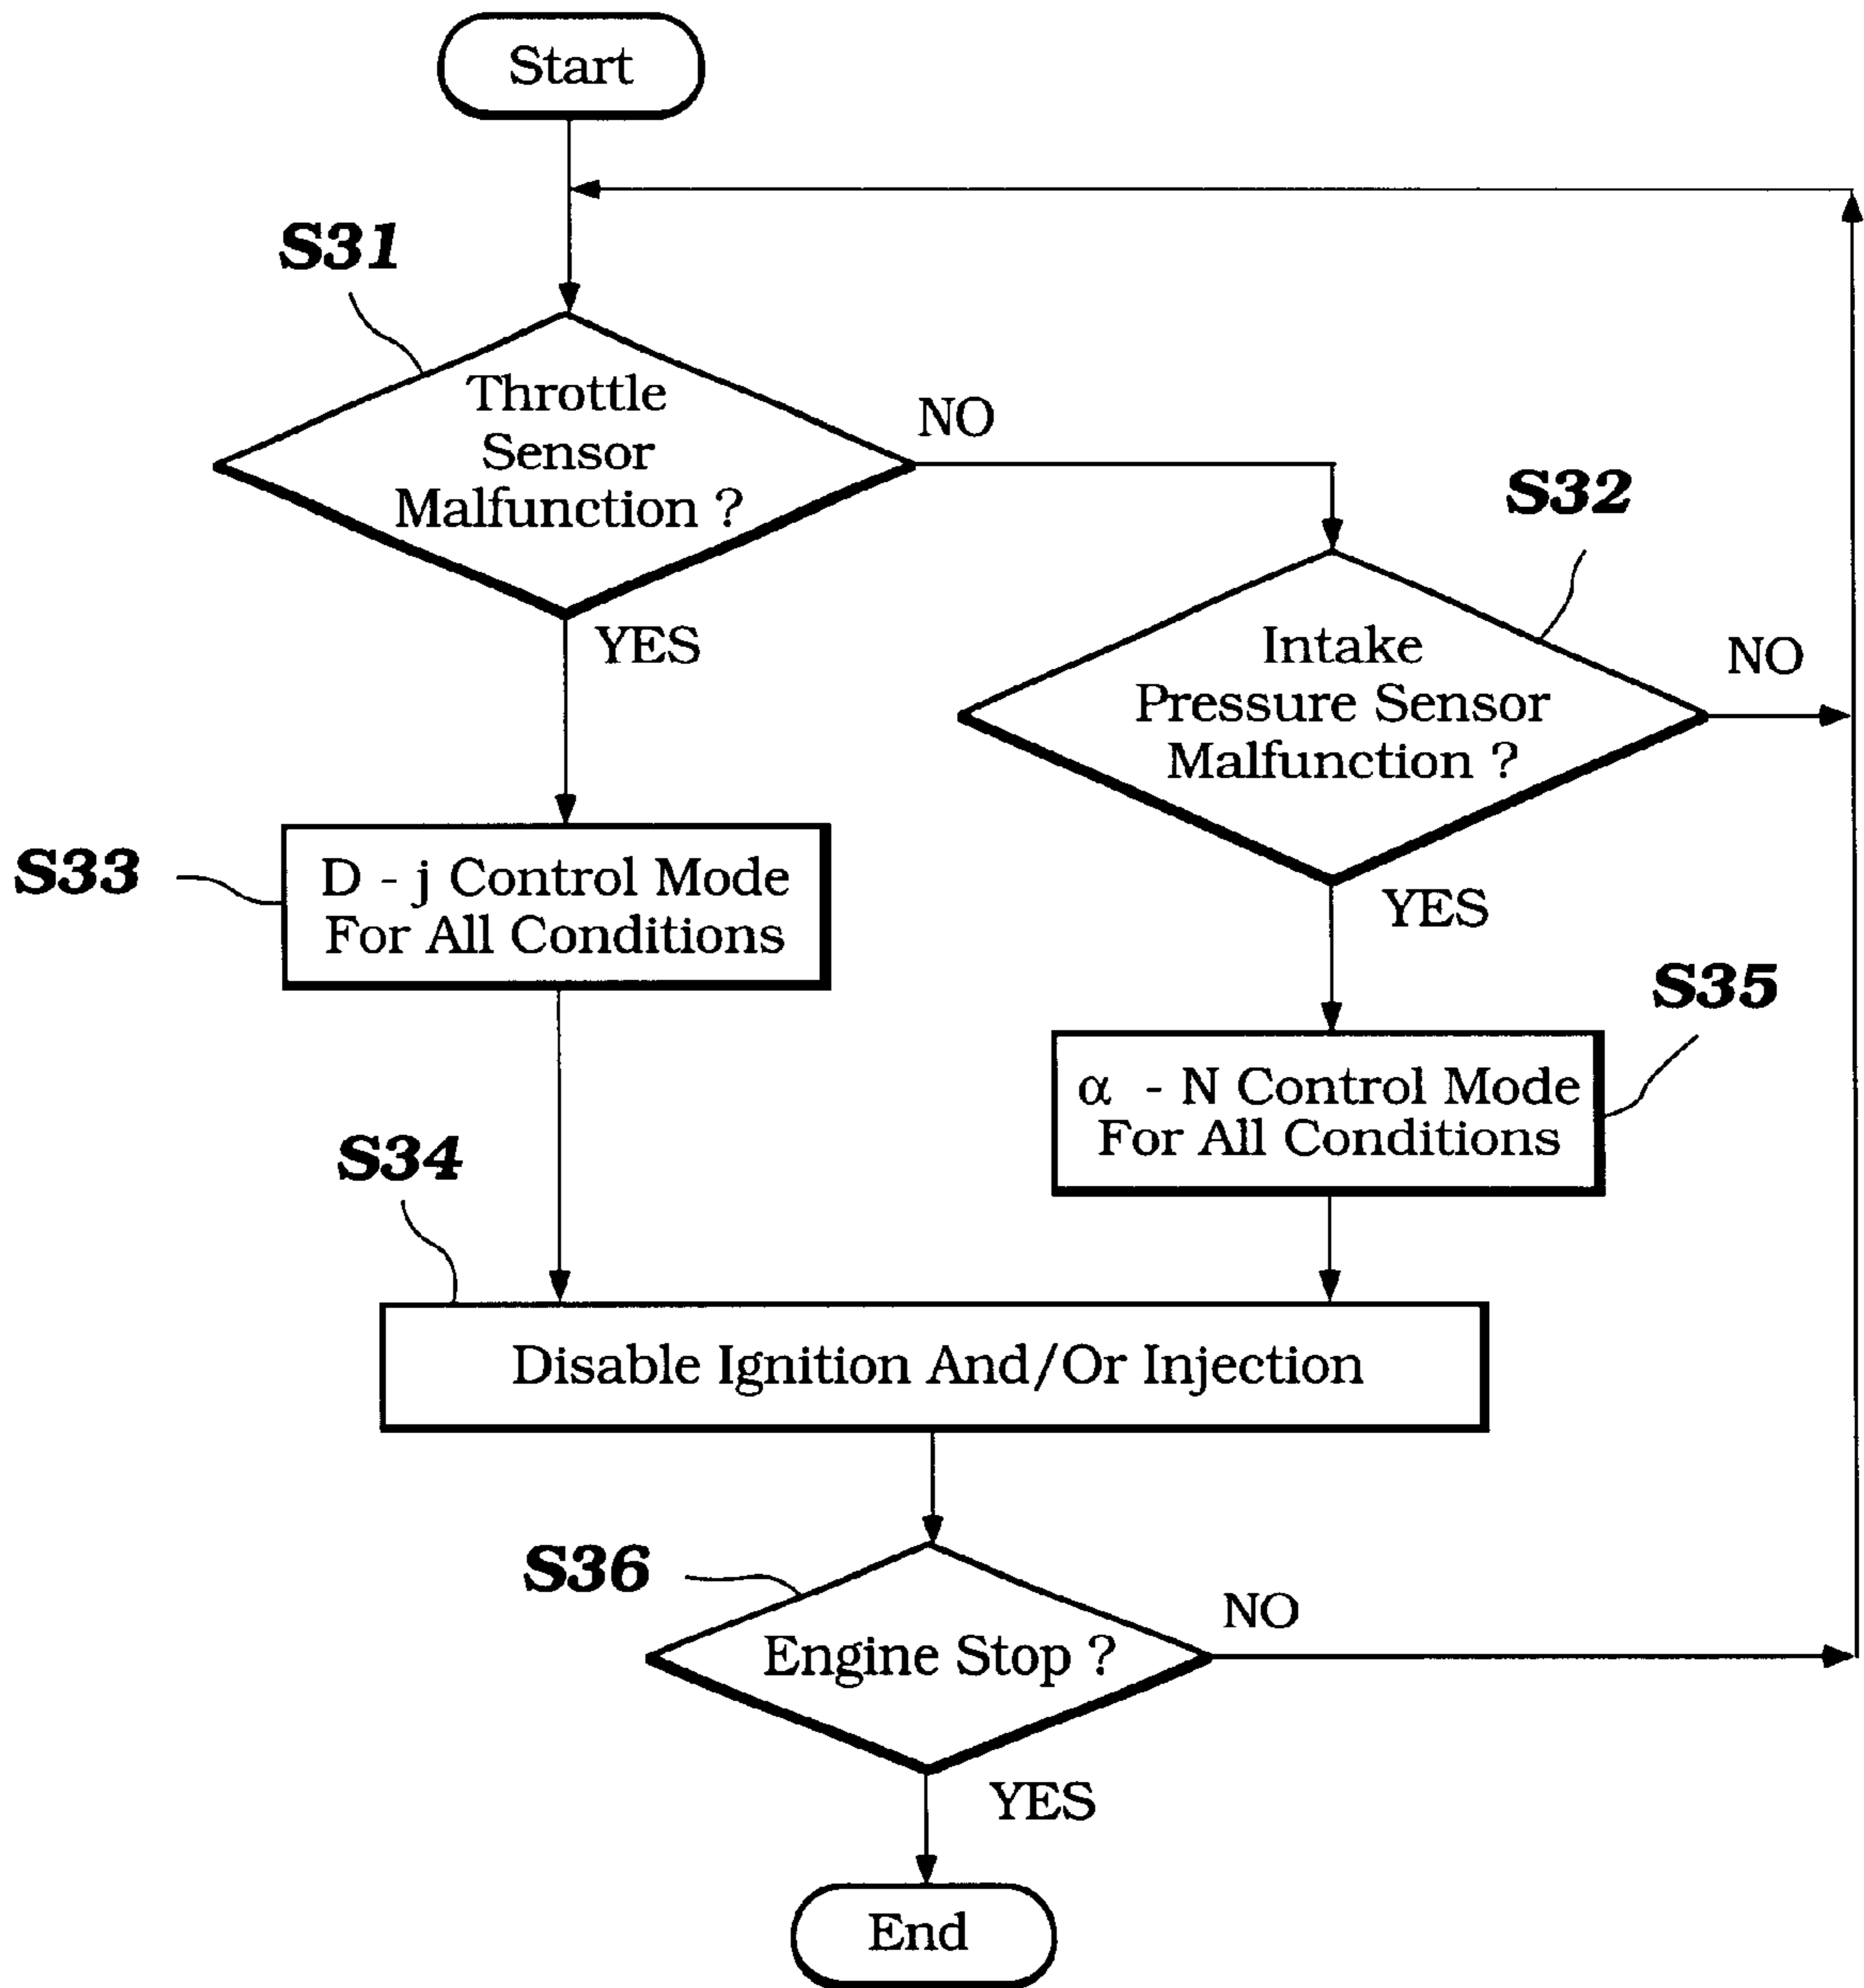 Start
S31
Throttle
Sensor
Malfunction ?
NO
YES
S32
Intake
Pressure Sensor
Malfunction ?
NO
YES
S33
D - j Control Mode
For All Conditions
S35
α - N Control Mode
For All Conditions
S34
Disable Ignition And/Or Injection
S36
Engine Stop ?
NO
YES
End